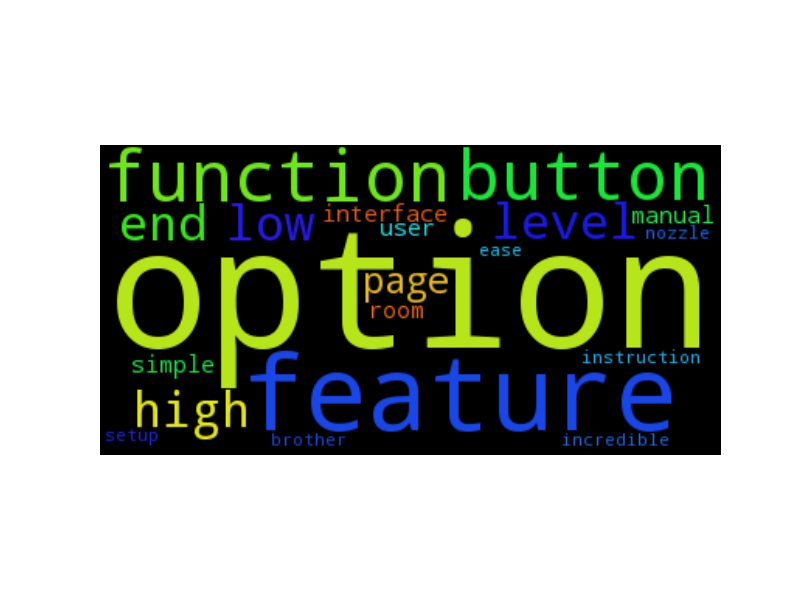 function button
end low interface user level manual nozzle
ease
option
page
room
simple feature instruction
high
setup brother incredible